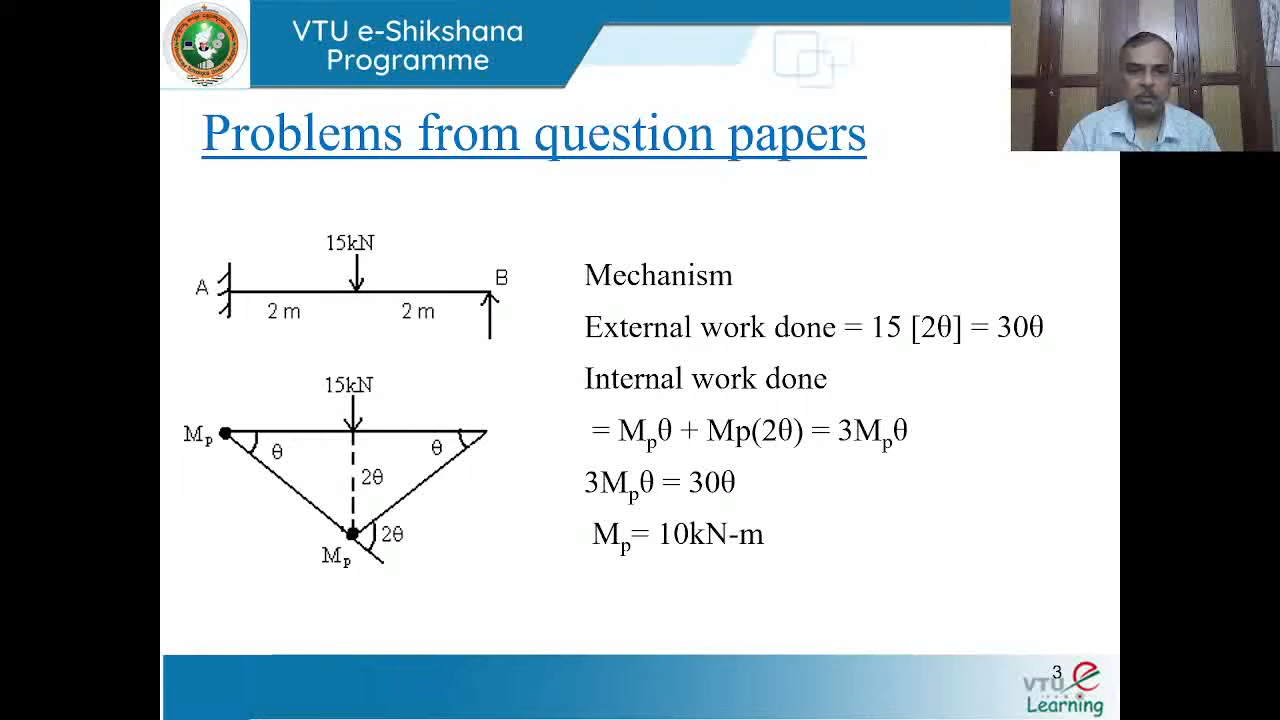 VTU e-Shikshana
Programme
Problems from question papers
15kN
A
B
2 m
2 m
15kN
Mp
θ
θ
2θ
2θ
Mp
Mechanism
External work done = 15 [2θ] = 30θ
Internal work done
= Mpθ + Mp(2θ) = 3Mpθ
3Mpθ = 30θ
Mp= 10kN-m
3
VTU e
Learning